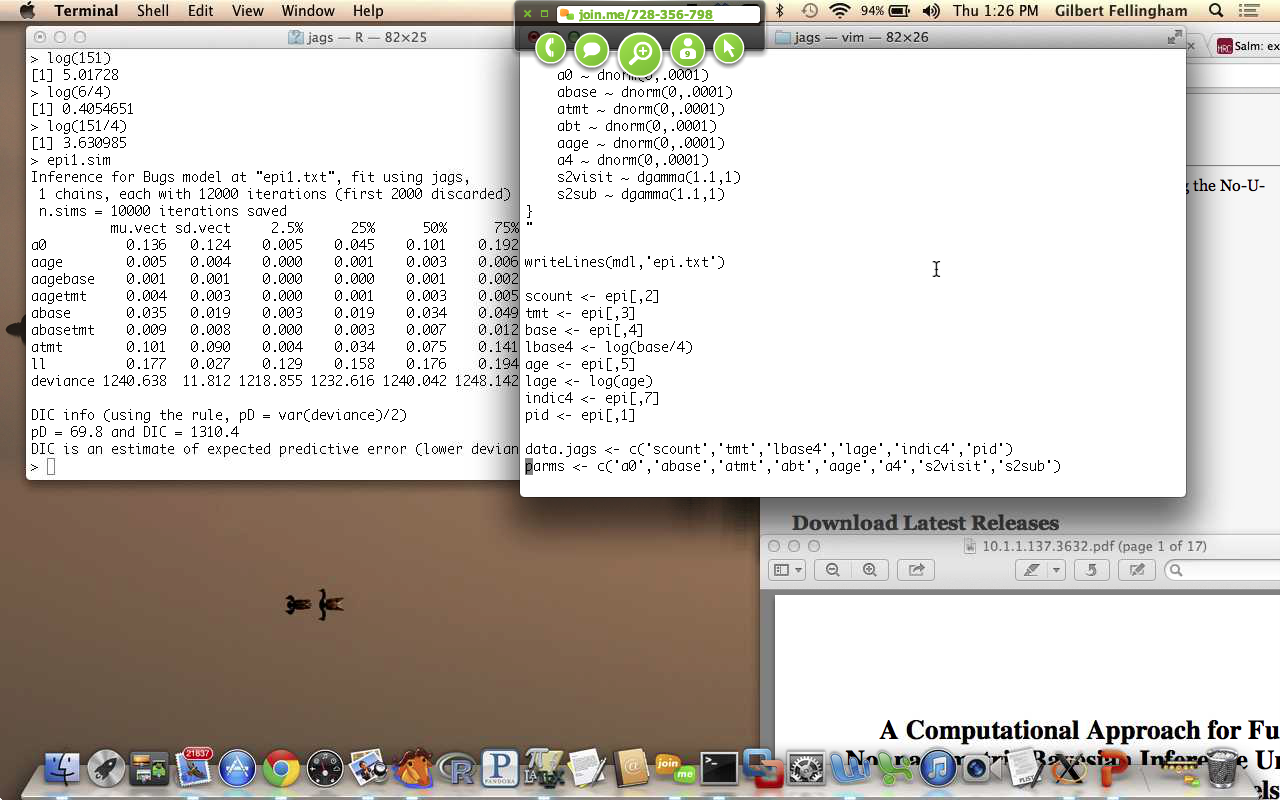 Terminal Shell Edit View Window Help
94% Thu 1:26 PM Gilbert Fellingham
join.me/728-356-798
9
jags — R — 82×25
> log(151)
[1] 5.01728
> log(6/4)
[1] 0.4054651
> log(151/4)
[1] 3.630985
> epi1.sim
Inference for Bugs model at "epi1.txt", fit using jags,
1 chains, each with 12000 iterations (first 2000 discarded)
n.sims = 10000 iterations saved
mu.vect sd.vect 2.5% 25% 50% 75%
a0 0.136 0.124 0.005 0.045 0.101 0.192
aage 0.005 0.004 0.000 0.001 0.003 0.006
aagebase 0.001 0.001 0.000 0.000 0.001 0.002
aagetmt 0.004 0.003 0.000 0.001 0.003 0.005
abase 0.035 0.019 0.003 0.019 0.034 0.049
abasetmt 0.009 0.008 0.000 0.003 0.007 0.012
atmt 0.101 0.090 0.004 0.034 0.075 0.141
ll 0.177 0.027 0.129 0.158 0.176 0.194
deviance 1240.638 11.812 1218.855 1232.616 1240.042 1248.142
DIC info (using the rule, pD = var(deviance)/2)
pD = 69.8 and DIC = 1310.4
DIC is an estimate of expected predictive error (lower devian
>
jags — vim — 82×26
a0 ~ dnorm(0,.0001)
abase ~ dnorm(0,.0001)
atmt ~ dnorm(0,.0001)
abt ~ dnorm(0,.0001)
aage ~ dnorm(0,.0001)
a4 ~ dnorm(0,.0001)
s2visit ~ dgamma(1.1,1)
s2sub ~ dgamma(1.1,1)
}
"
writeLines(mdl,'epi.txt')
scount <- epi[,2]
tmt <- epi[,3]
base <- epi[,4]
lbase4 <- log(base/4)
age <- epi[,5]
lage <- log(age)
indic4 <- epi[,7]
pid <- epi[,1]
data.jags <- c('scount','tmt','lbase4','lage','indic4','pid')
parms <- c('a0','abase','atmt','abt','aage','a4','s2visit','s2sub')
MRC Salm: ex
the No-U-
Download Latest Releases
10.1.1.137.3632.pdf (page 1 of 17)
A Computational Approach for Fu
Bayesian Inference
els
21837
PANDORA
join me
PLIST